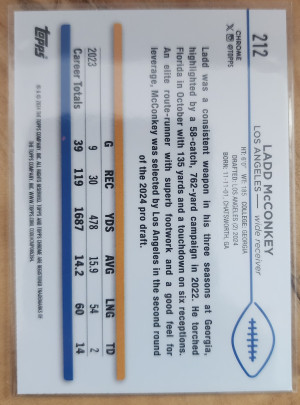 212
CHROME
@TOPPS
LADD McCONKEY
LOS ANGELES — wide receiver
HT: 6'0" WT: 185 COLLEGE: GEORGIA
DRAFTED: LOS ANGELES (2) 2024
BORN: 11-11-01, CHATSWORTH, GA
Ladd was a consistent weapon in his three seasons at Georgia,
highlighted by a 58-catch, 762-yard campaign in 2022. He torched
Florida in October with 135 yards and a touchdown on six receptions.
An elite route-runner with superb footwork and a good feel for
leverage, McConkey was selected by Los Angeles in the second round
of the 2024 pro draft.
G REC YDS AVG LNG TD
2023 9 30 478 15.9 54 2
Career Totals 39 119 1687 14.2 60 14
TOPPS